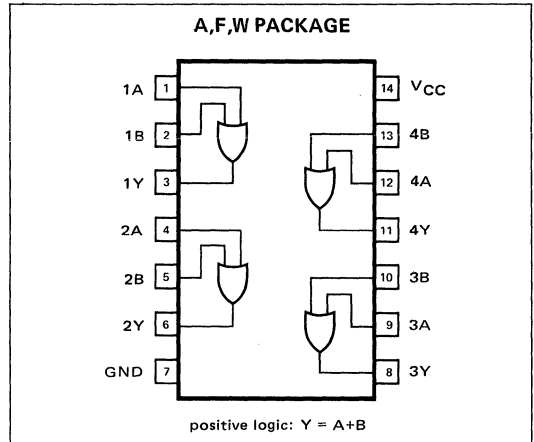 A,F,W PACKAGE
1A 1
14 VCC
1B 2
13 4B
1Y 3
12 4A
2A 4
11 4Y
2B 5
10 3B
2Y 6
9 3A
GND 7
8 3Y
positive logic: Y = A+B